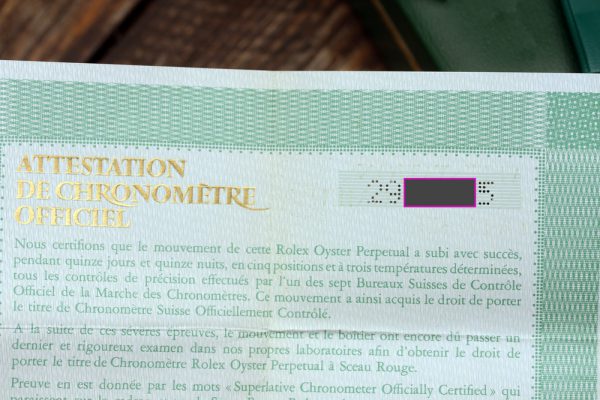 ATTESTATION
DE CHRONOMÈTRE
OFFICIEL
29 5
Nous certifions que le mouvement de cette Rolex Oyster Perpetual a subi avec succès,
pendant quinze jours et quinze nuits, en cinq positions et à trois températures déterminées,
tous les contrôles de précision effectués par l'un des sept Bureaux Suisses de Contrôle
Officiel de la Marche des Chronomètres. Ce mouvement a ainsi acquis le droit de porter
le titre de Chronomètre Suisse Officiellement Contrôlé.
A la suite de ces sévères épreuves, le mouvement et le boîtier ont encore dû passer un
dernier et rigoureux examen dans nos propres laboratoires afin d'obtenir le droit de
porter le titre de Chronomètre Rolex Oyster Perpetual à Sceau Rouge.
Preuve en est donnée par les mots «Superlative Chronometer Officially Certified» qui